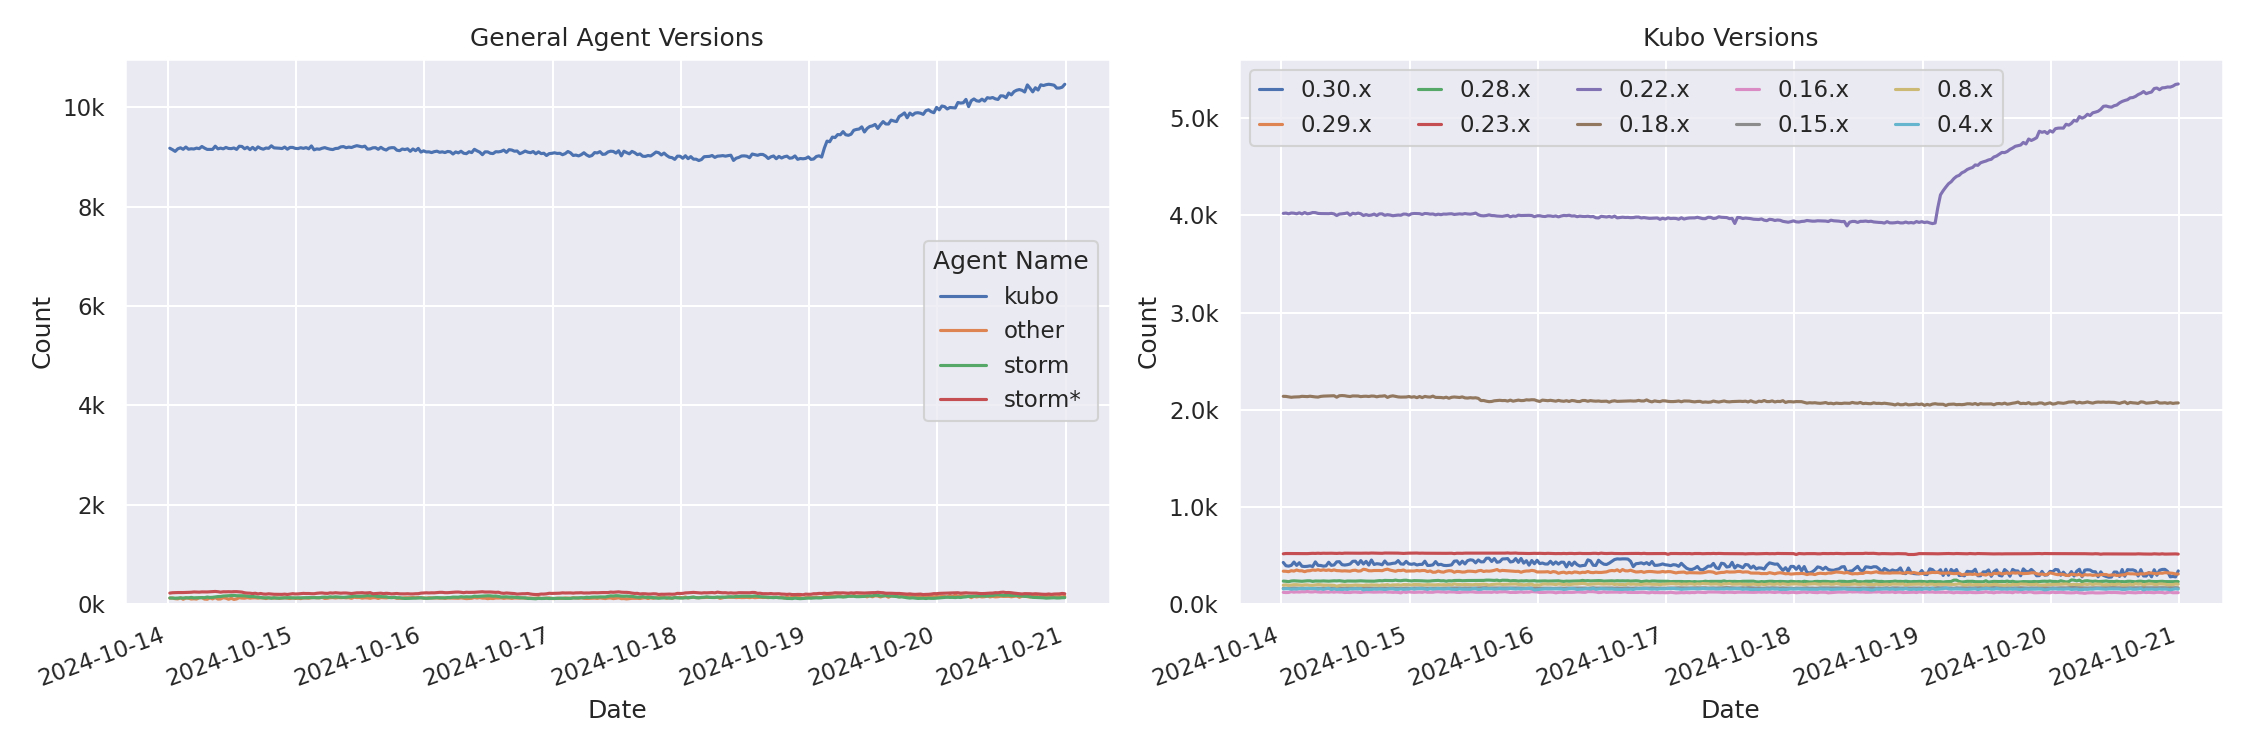 General Agent Versions
10k
8k
6k
4k
2k
0k
Count
Agent Name
kubo
other
storm
storm*
2024-10-14
2024-10-15
2024-10-16
2024-10-17
2024-10-18
2024-10-19
2024-10-20
2024-10-21
Date
Kubo Versions
0.30.x 0.28.x 0.22.x 0.16.x 0.8.x
0.29.x 0.23.x 0.18.x 0.15.x 0.4.x
5.0k
4.0k
3.0k
2.0k
1.0k
0.0k
Count
2024-10-14
2024-10-15
2024-10-16
2024-10-17
2024-10-18
2024-10-19
2024-10-20
2024-10-21
Date